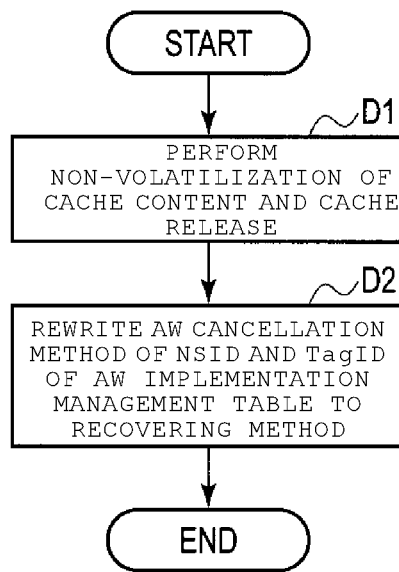 START
D1
PERFORM
NON-VOLATILIZATION OF
CACHE CONTENT AND CACHE
RELEASE
D2
REWRITE AW CANCELLATION
METHOD OF NSID AND TagID
OF AW IMPLEMENTATION
MANAGEMENT TABLE TO
RECOVERING METHOD
END